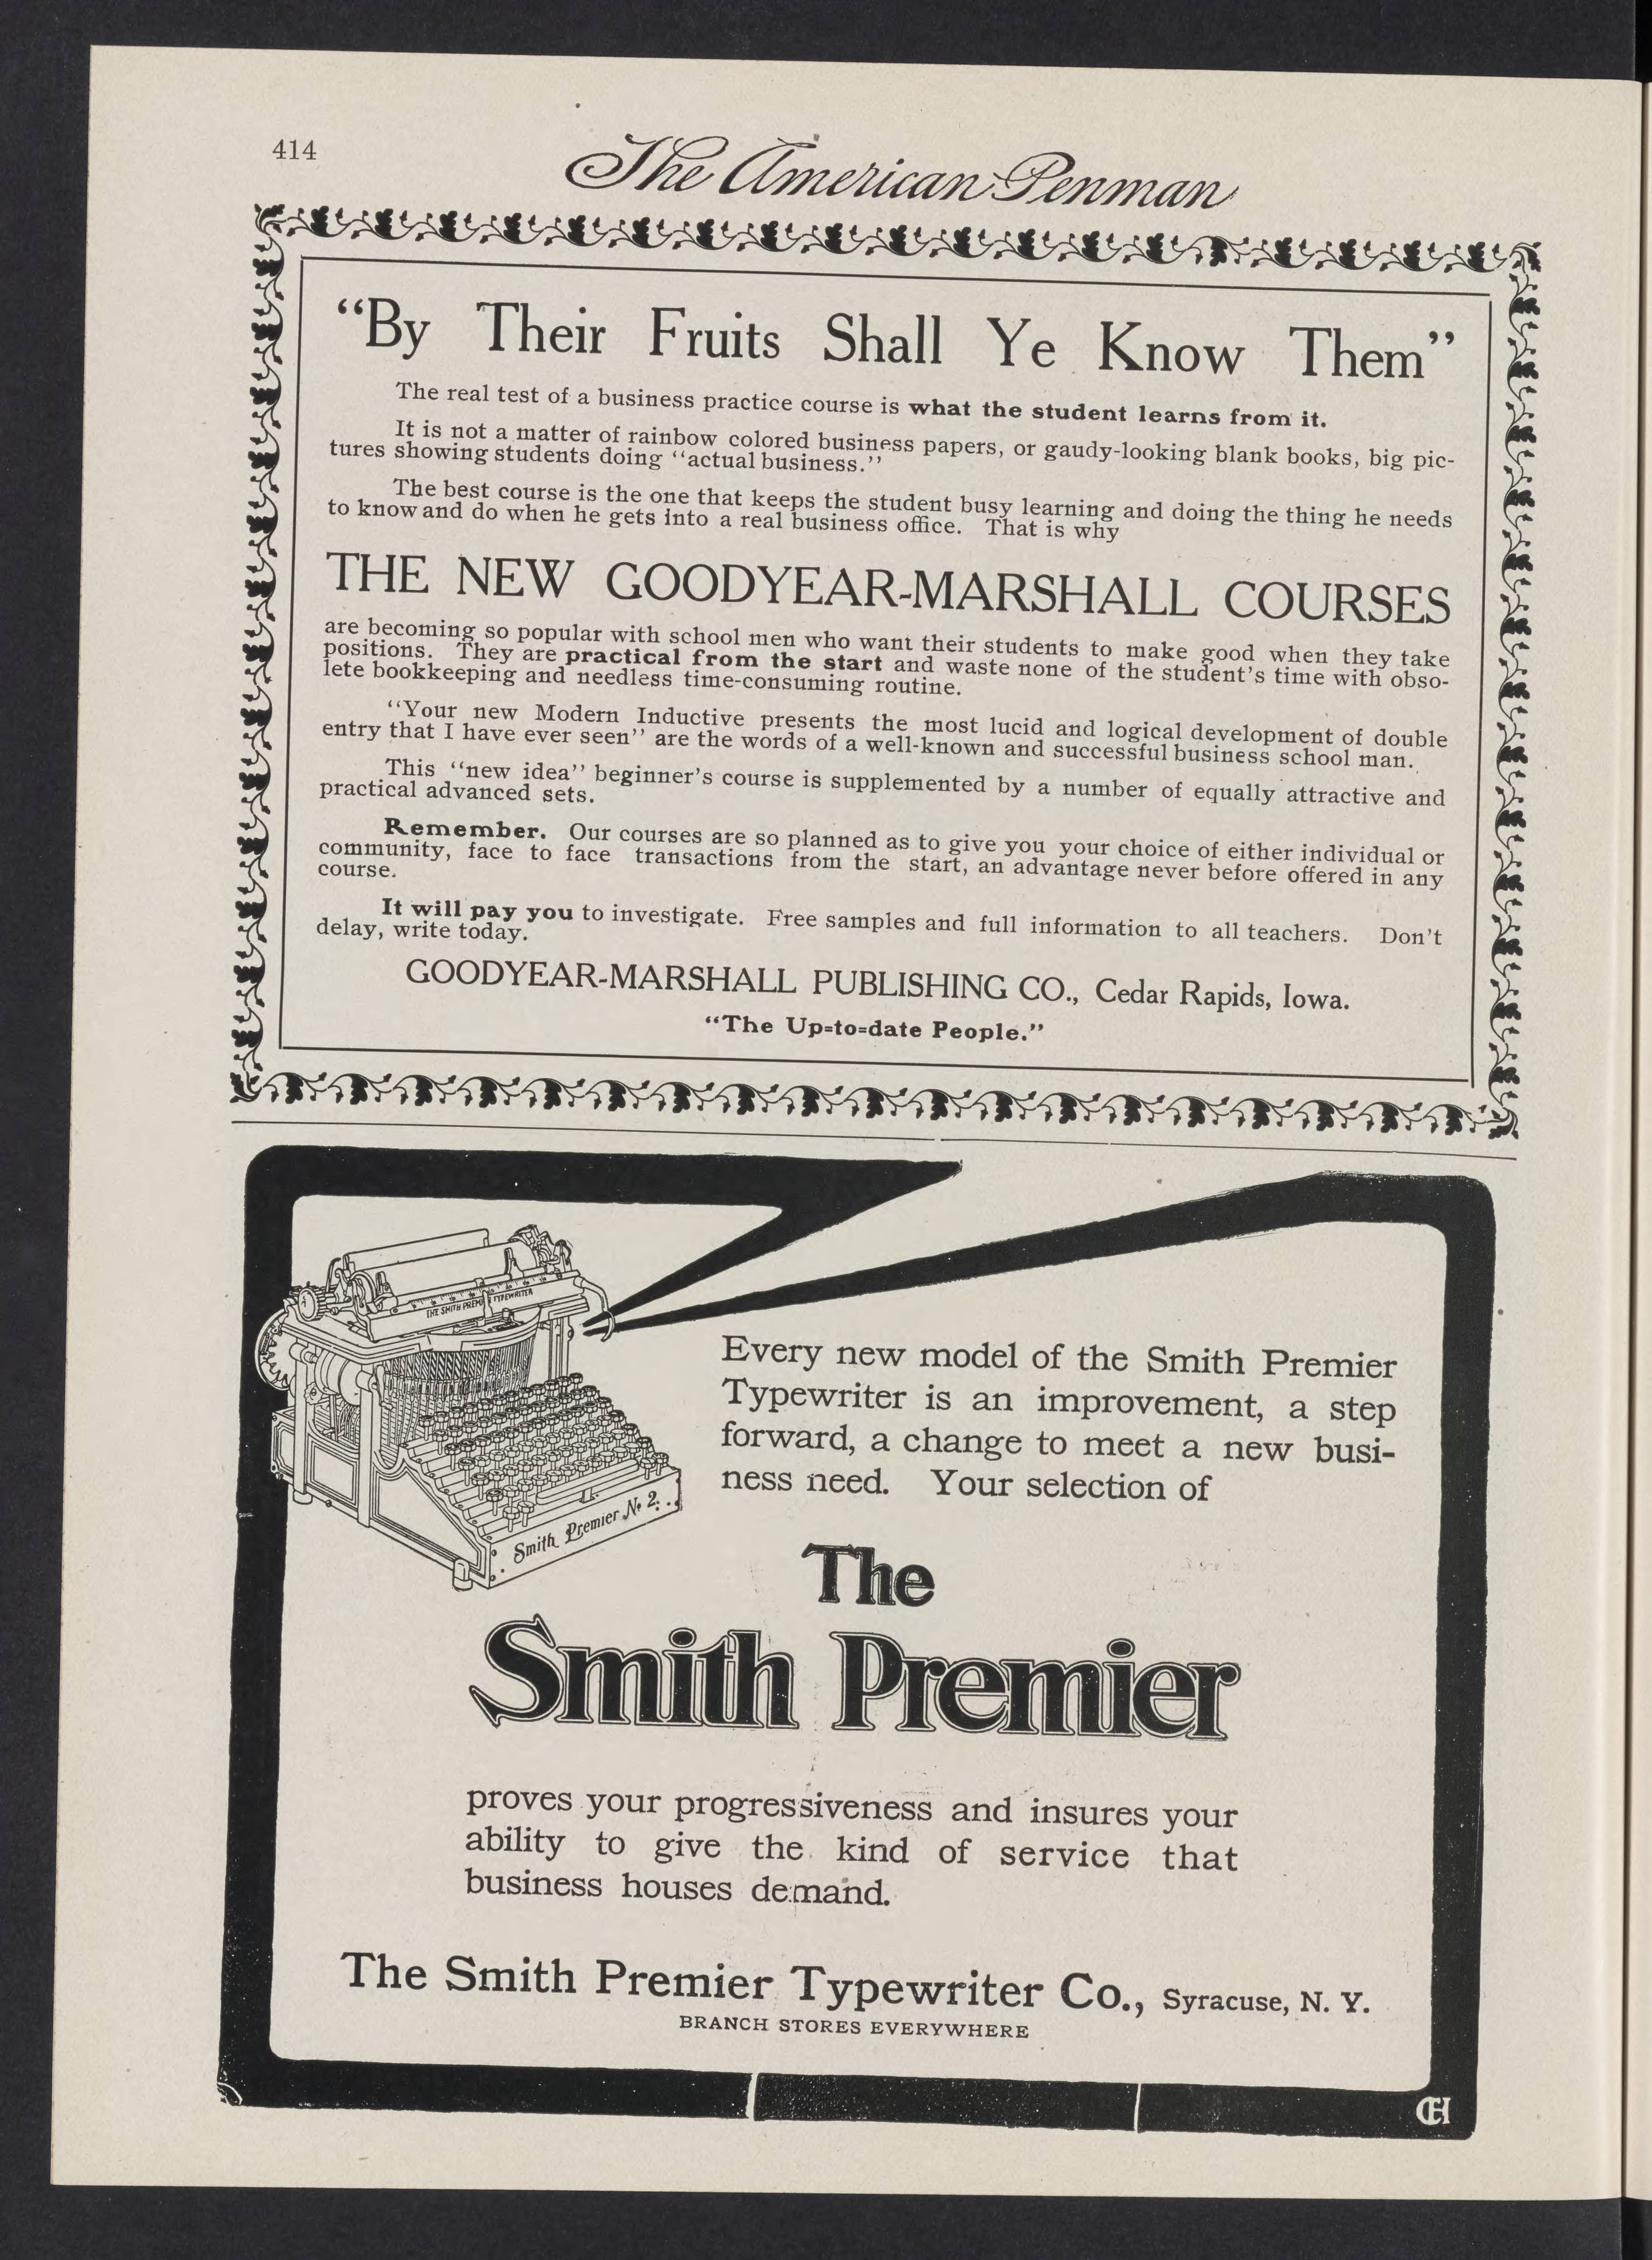 414
The American Penman
“By Their Fruits Shall Ye Know Them”
The real test of a business practice course is what the student learns from it.
It is not a matter of rainbow colored business papers, or gaudy-looking blank books, big pic-
tures showing students doing “actual business.”
The best course is the one that keeps the student busy learning and doing the thing he needs
to know and do when he gets into a real business office. That is why
THE NEW GOODYEAR-MARSHALL COURSES
are becoming so popular with school men who want their students to make good when they take
positions. They are practical from the start and waste none of the student’s time with obso-
lete bookkeeping and needless time-consuming routine.
“Your new Modern Inductive presents the most lucid and logical development of double
entry that I have ever seen” are the words of a well-known and successful business school man.
This “new idea” beginner’s course is supplemented by a number of equally attractive and
practical advanced sets.
Remember. Our courses are so planned as to give you your choice of either individual or
community, face to face transactions from the start, an advantage never before offered in any
course.
It will pay you to investigate. Free samples and full information to all teachers. Don’t
delay, write today.
GOODYEAR-MARSHALL PUBLISHING CO., Cedar Rapids, Iowa.
“The Up=to=date People.”
THE SMITH PREMIER TYPEWRITER
Every new model of the Smith Premier
Typewriter is an improvement, a step
forward, a change to meet a new busi-
ness need. Your selection of
Smith Premier No 2.
The
Smith Premier
proves your progressiveness and insures your
ability to give the kind of service that
business houses demand.
The Smith Premier Typewriter Co., Syracuse, N. Y.
BRANCH STORES EVERYWHERE
CH